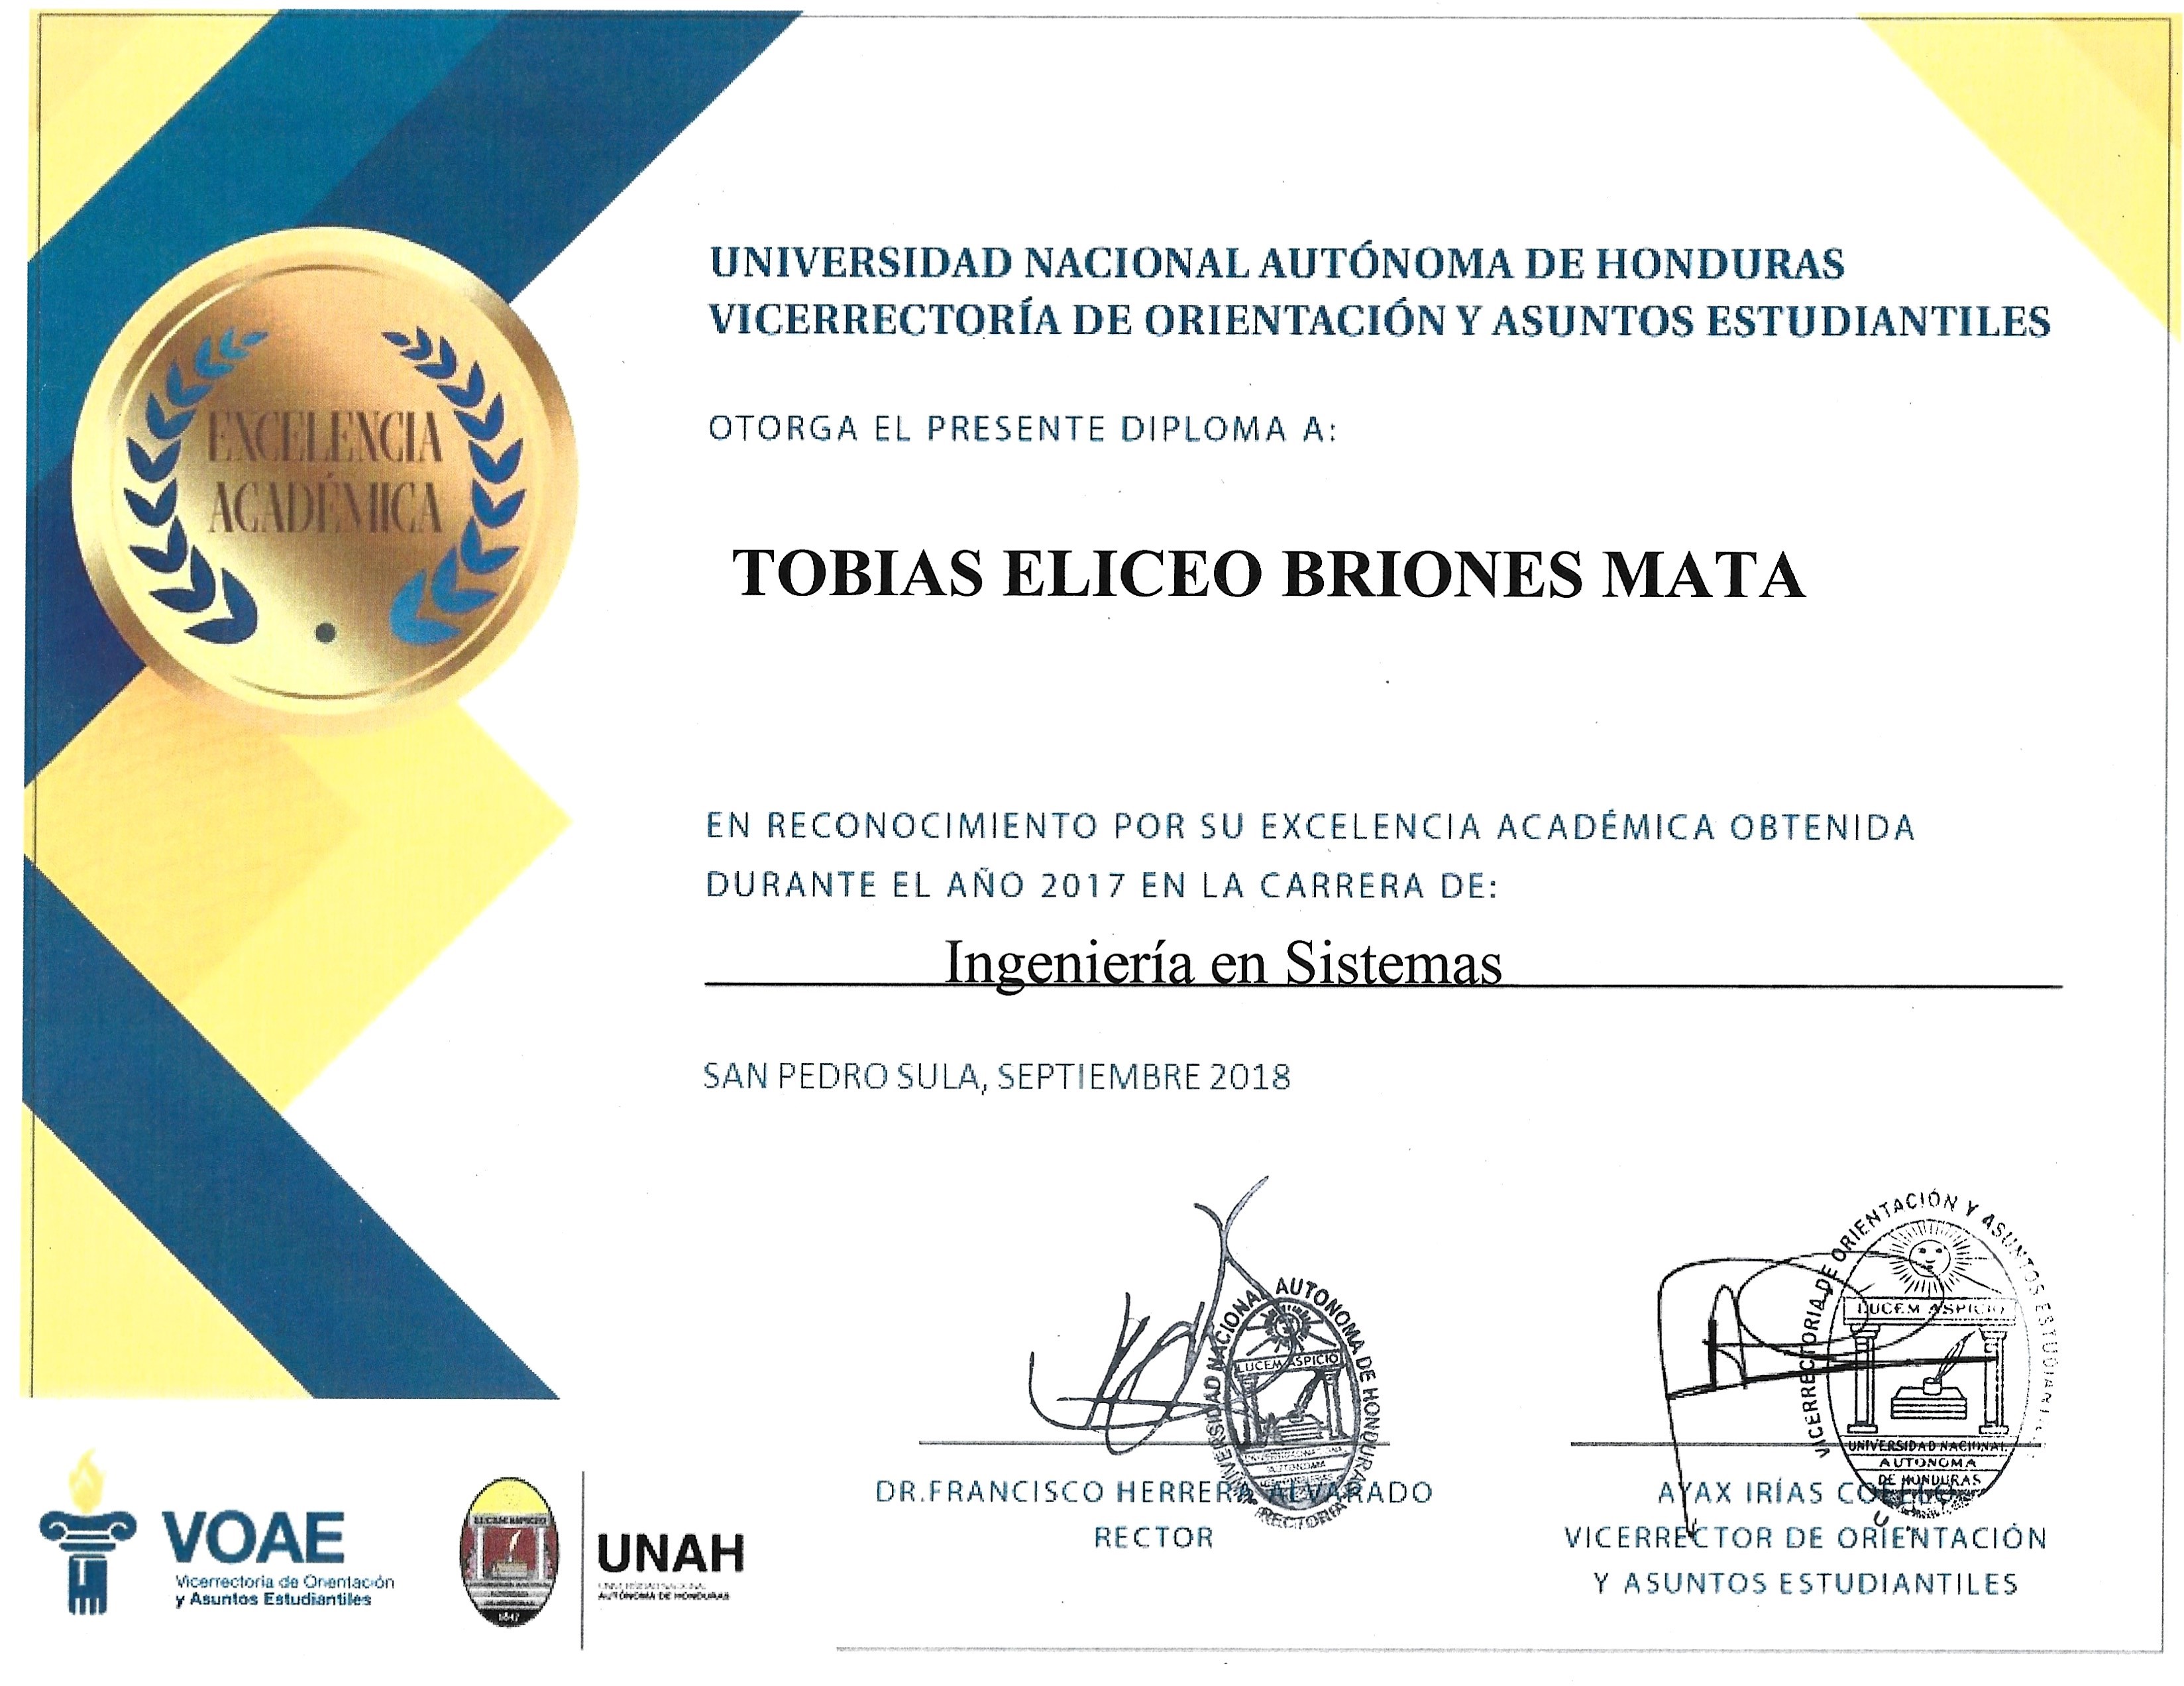 UNIVERSIDAD NACIONAL AUTÓNOMA DE HONDURAS
VICERRECTORÍA DE ORIENTACIÓN Y ASUNTOS ESTUDIANTILES
EXCELENCIA
ACADÉMICA
OTORGA EL PRESENTE DIPLOMA A:
TOBIAS ELICEO BRIONES MATA
EN RECONOCIMIENTO POR SU EXCELENCIA ACADÉMICA OBTENIDA
DURANTE EL AÑO 2017 EN LA CARRERA DE:
Ingeniería en Sistemas
SAN PEDRO SULA, SEPTIEMBRE 2018
UNIVERSIDAD NACIONAL AUTONOMA DE HONDURAS
LUCEM ASPICIO
RECTORIA
DR.FRANCISCO HERRERA ALVARADO
RECTOR
VICERRECTORIA DE ORIENTACIÓN Y ASUNTOS
LUCEM ASPICIO
UNIVERSIDAD NACIONAL
AUTONOMA
DE HONDURAS
AYAX IRÍAS COELLO
VICERRECTOR DE ORIENTACIÓN
Y ASUNTOS ESTUDIANTILES
VOAE
Vicerrectoría de Orientación
y Asuntos Estudiantiles
1847
UNAH
UNIVERSIDAD NACIONAL
AUTÓNOMA DE HONDURAS